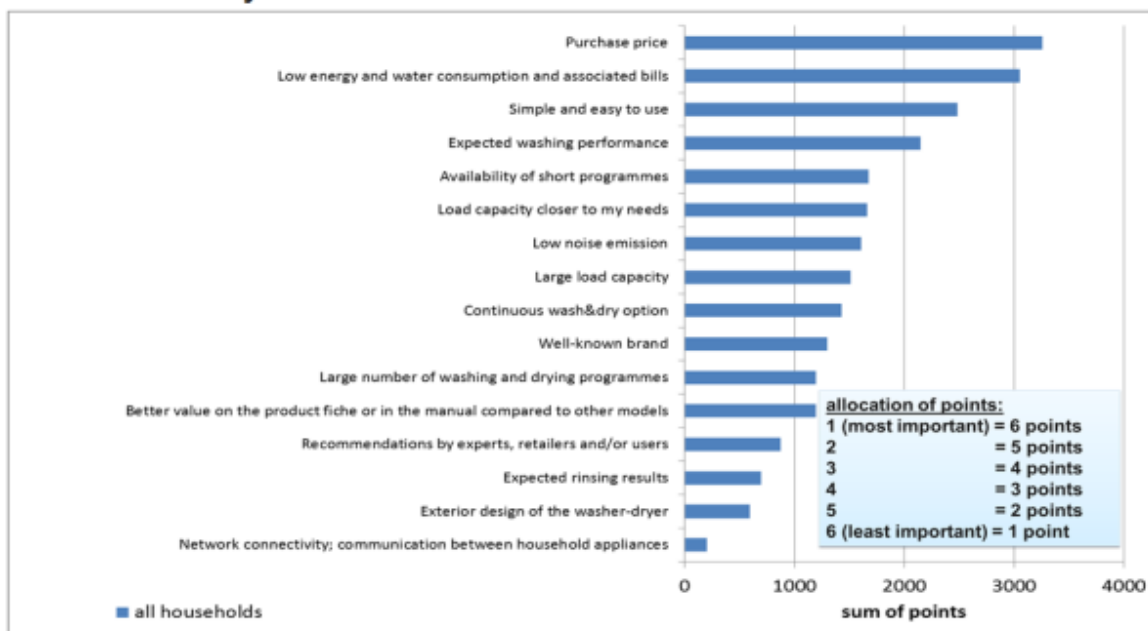 Purchase price
Low energy and water consumption and associated bills
Simple and easy to use
Expected washing performance
Availability of short programmes
Load capacity closer to my needs
Low noise emission
Large load capacity
Continuous wash&dry option
Well-known brand
Large number of washing and drying programmes
Better value on the product fiche or in the manual compared to other models
Recommendations by experts, retailers and/or users
Expected rinsing results
Exterior design of the washer-dryer
Network connectivity; communication between household appliances
allocation of points:
1 (most important) = 6 points
2 = 5 points
3 = 4 points
4 = 3 points
5 = 2 points
6 (least important) = 1 point
0 1000 2000 3000 4000
sum of points
all households